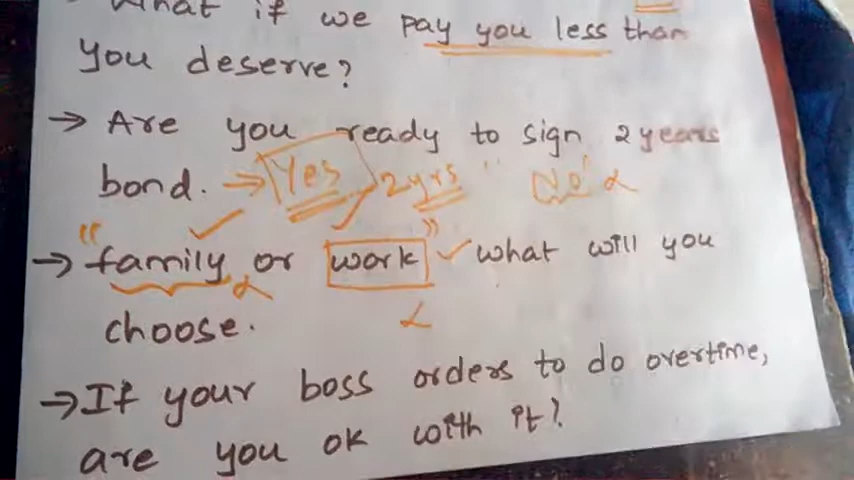 What if we pay you less than
you deserve?
→ Are you ready to sign 2 years
bond. → Yes 2yrs " No
→ "family or work" what will you
choose.
→ If your boss orders to do overtime,
are you ok with it?